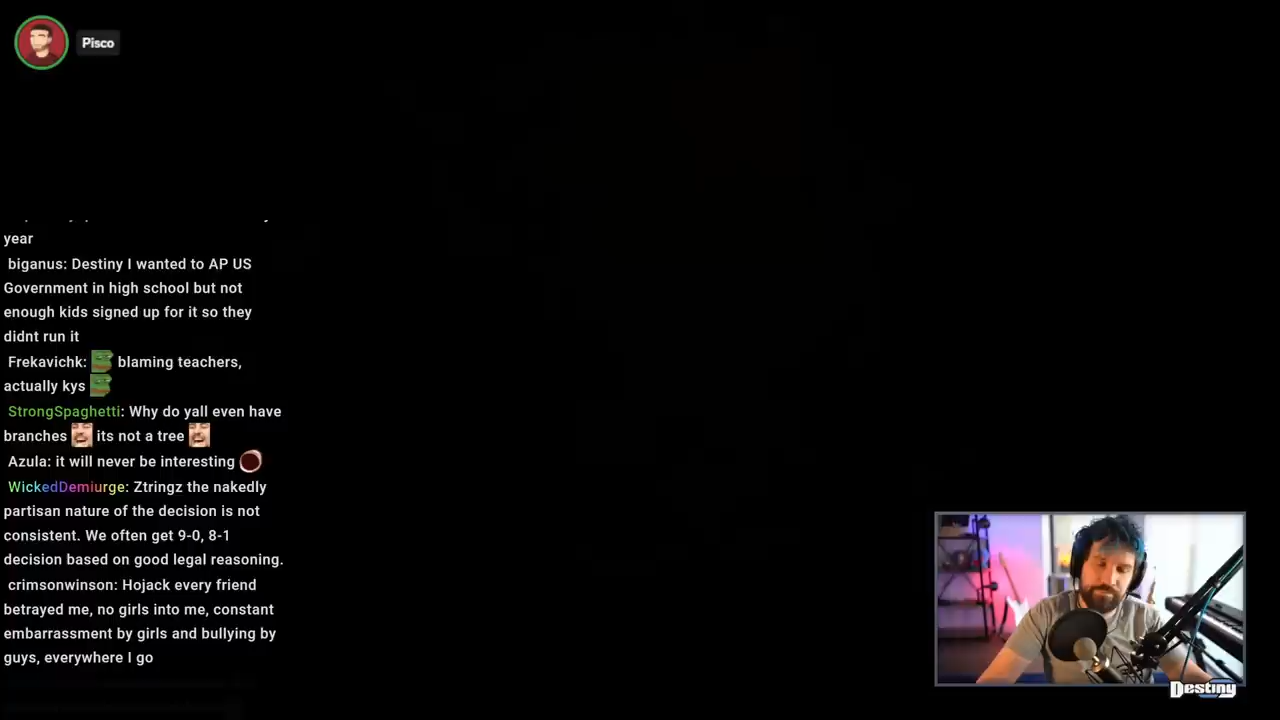 Pisco
year
biganus: Destiny I wanted to AP US
Government in high school but not
enough kids signed up for it so they
didnt run it
Frekavichk: blaming teachers,
actually kys
StrongSpaghetti: Why do yall even have
branches its not a tree
Azula: it will never be interesting
WickedDemiurge: Ztringz the nakedly
partisan nature of the decision is not
consistent. We often get 9-0, 8-1
decision based on good legal reasoning.
crimsonwinson: Hojack every friend
betrayed me, no girls into me, constant
embarrassment by girls and bullying by
guys, everywhere I go
Destiny